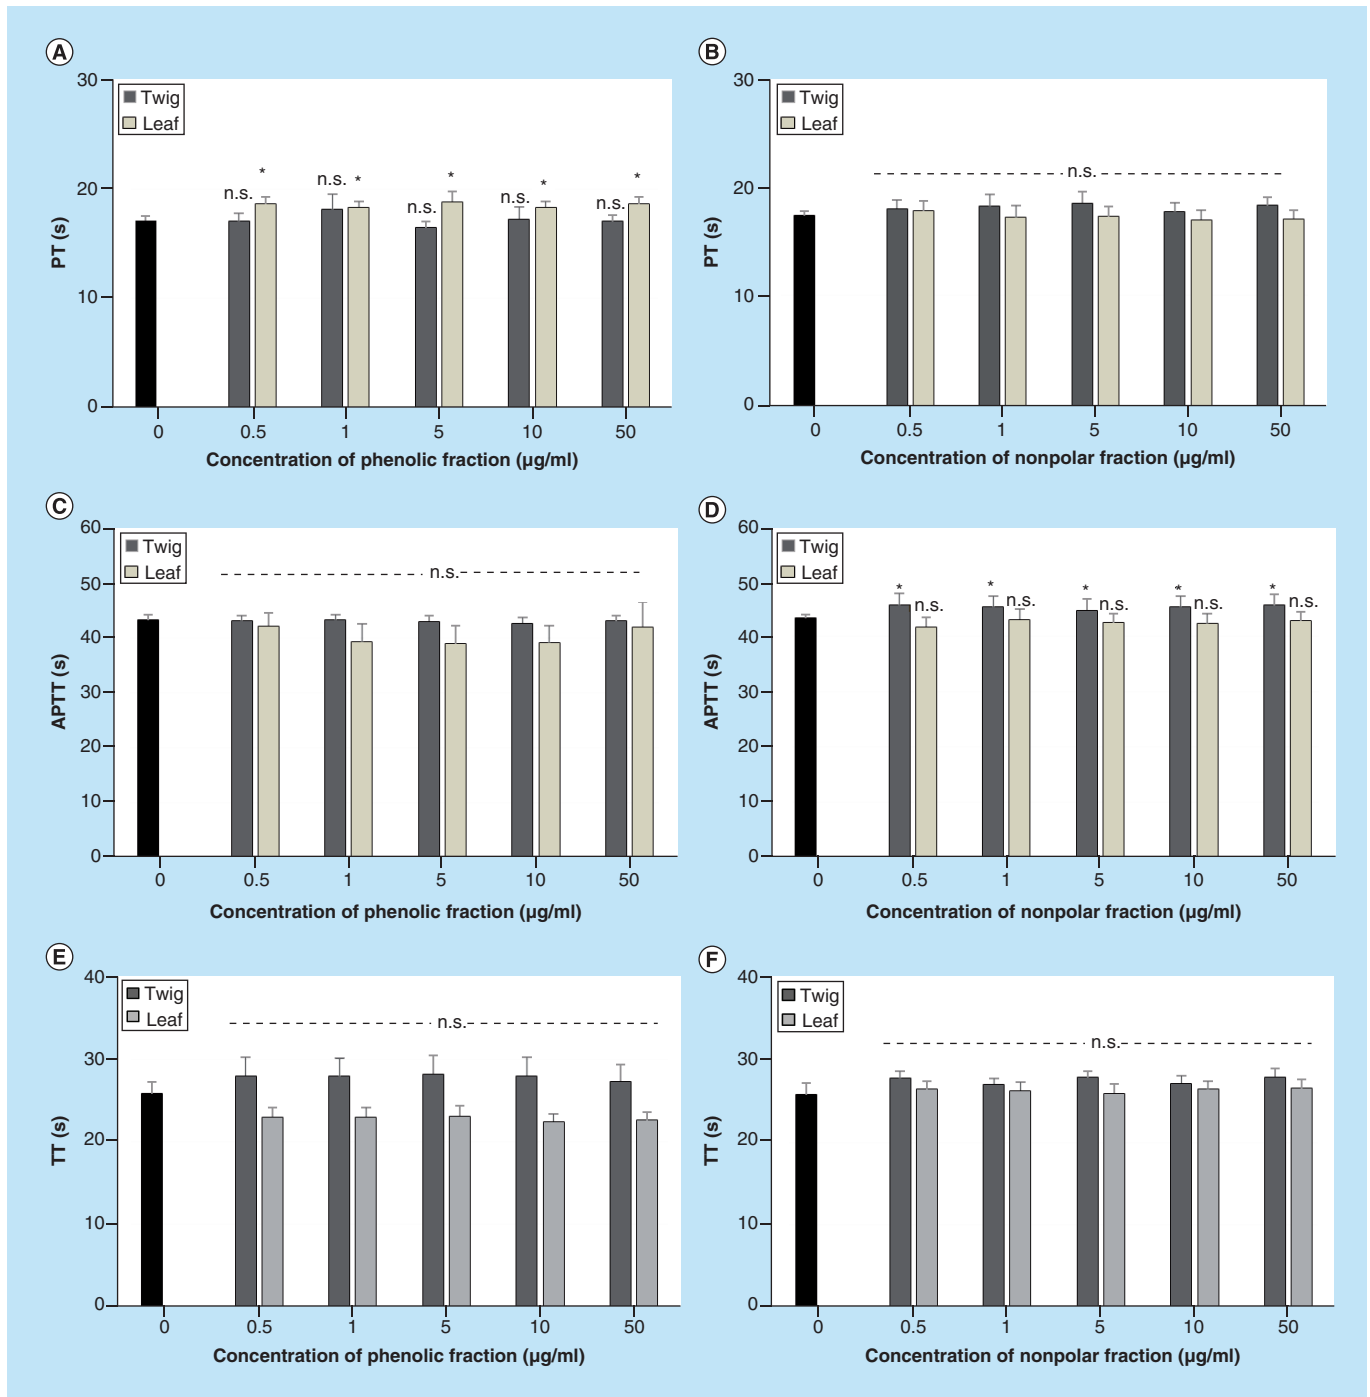 A
30
20
10
0
PT (s)
Twig
Leaf
n.s. * n.s. * n.s. * n.s. * n.s. *
0 0.5 1 5 10 50
Concentration of phenolic fraction (µg/ml)
B
30
20
10
0
PT (s)
Twig
Leaf
n.s.
0 0.5 1 5 10 50
Concentration of nonpolar fraction (µg/ml)
C
60
50
40
30
20
10
0
APTT (s)
Twig
Leaf
n.s.
0 0.5 1 5 10 50
Concentration of phenolic fraction (µg/ml)
D
60
50
40
30
20
10
0
APTT (s)
Twig
Leaf
* n.s. * n.s. * n.s. * n.s. * n.s.
0 0.5 1 5 10 50
Concentration of nonpolar fraction (µg/ml)
E
40
30
20
10
0
TT (s)
Twig
Leaf
n.s.
0 0.5 1 5 10 50
Concentration of phenolic fraction (µg/ml)
F
40
30
20
10
0
TT (s)
Twig
Leaf
n.s.
0 0.5 1 5 10 50
Concentration of nonpolar fraction (µg/ml)